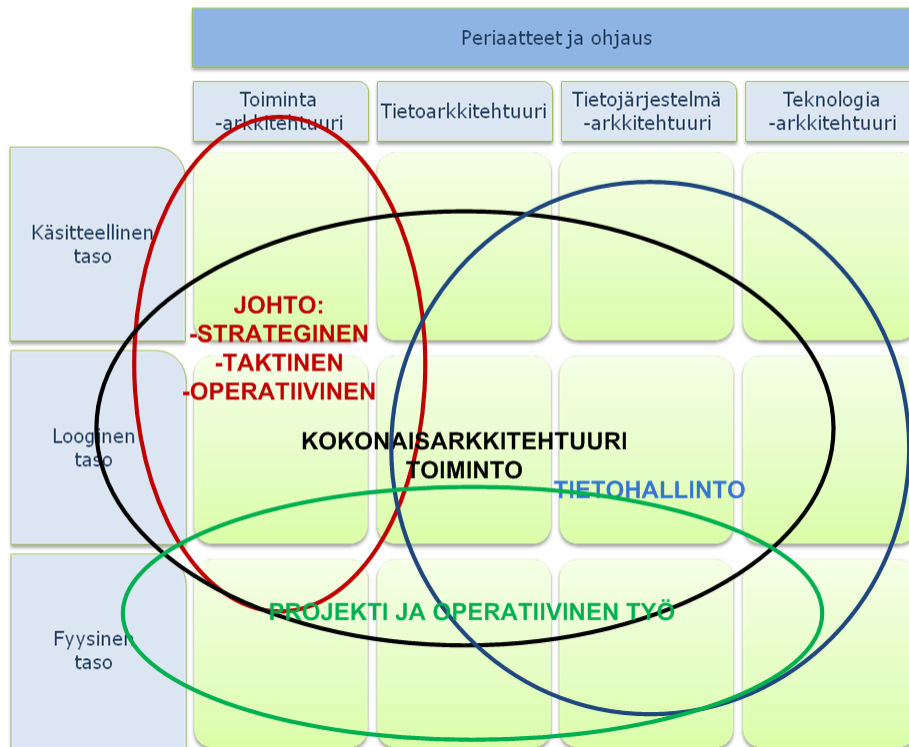 Periaatteet ja ohjaus
Toiminta
-arkkitehtuuri
Tietoarkkitehtuuri
Tietojärjestelmä
-arkkitehtuuri
Teknologia
-arkkitehtuuri
Käsitteellinen
taso
JOHTO:
-STRATEGINEN
-TAKTINEN
-OPERATIIVINEN
Looginen
taso
KOKONAISARKKITEHTUURI
TOIMINTO
TIETOHALLINTO
PROJEKTI JA OPERATIIVINEN TYÖ
Fyysinen
taso